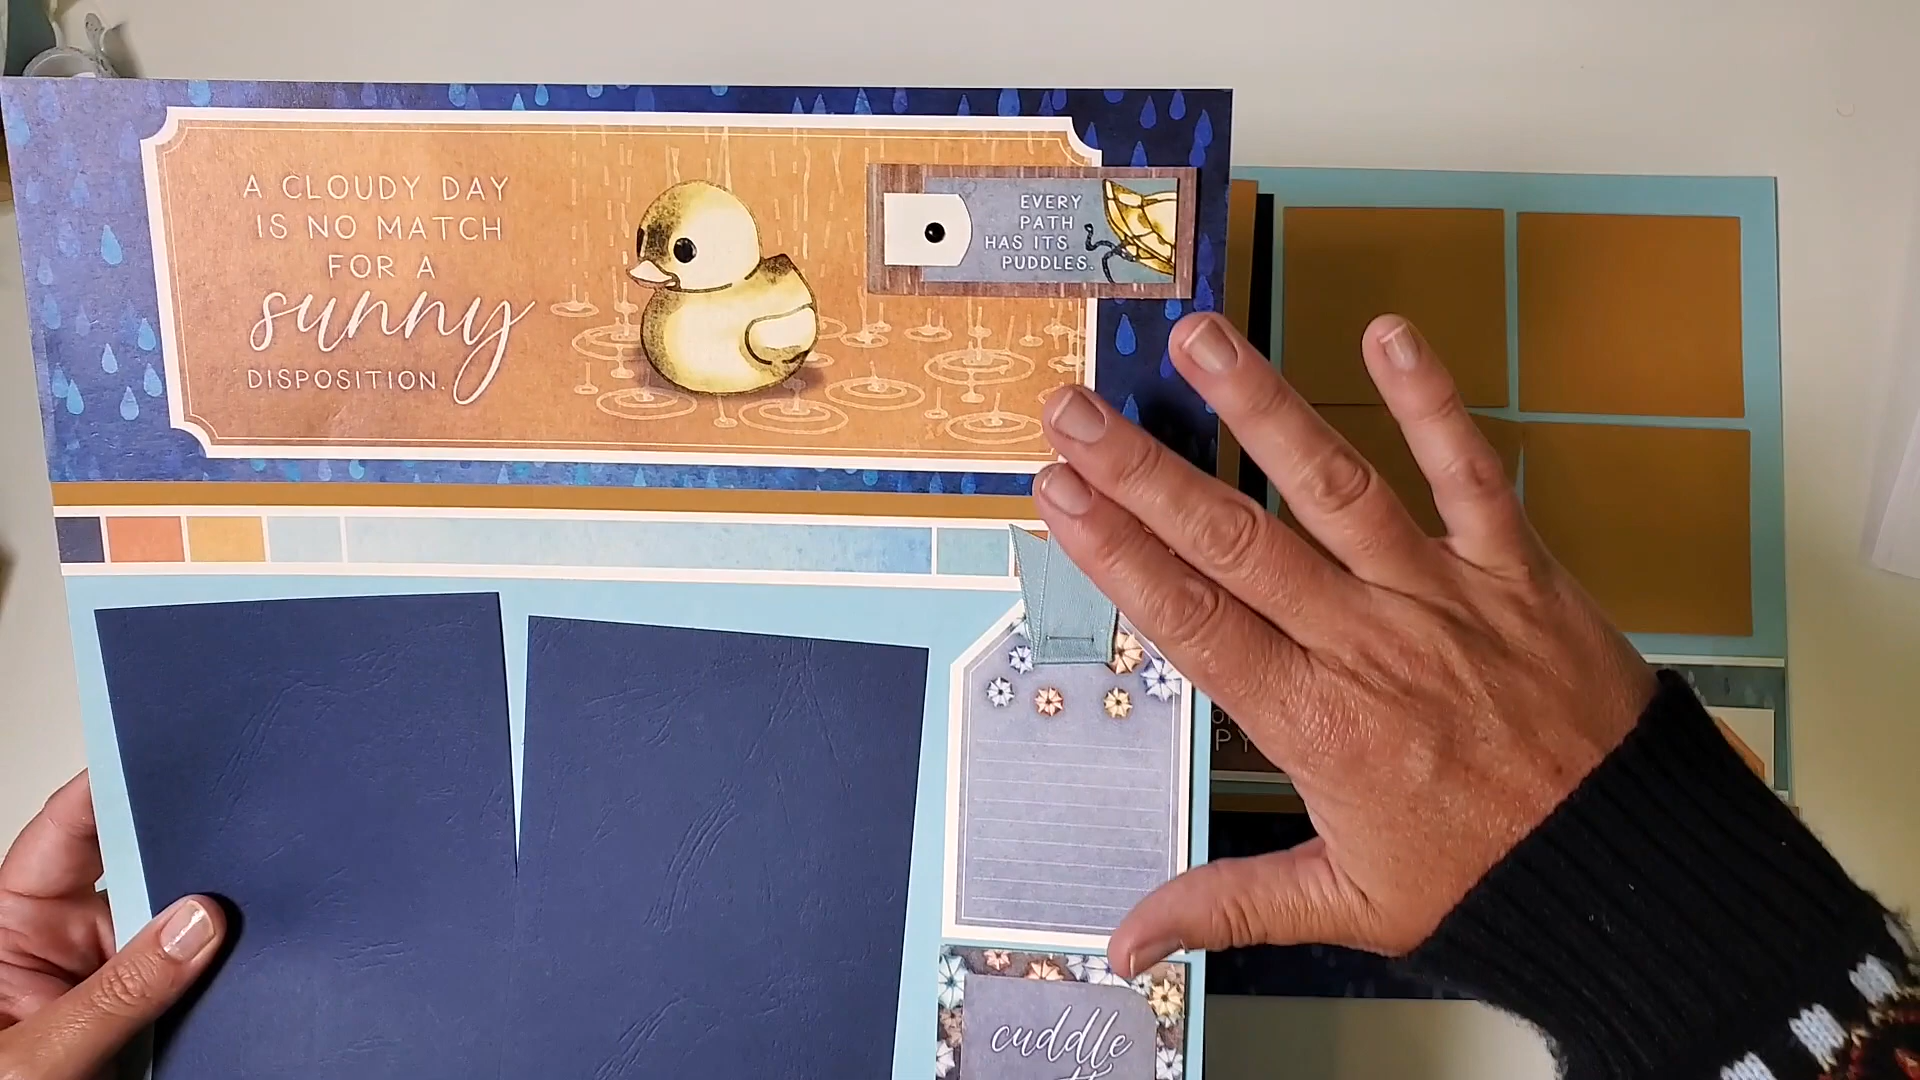 A CLOUDY DAY
IS NO MATCH
FOR A
sunny
DISPOSITION.
EVERY
PATH
HAS ITS
PUDDLES.
cuddle